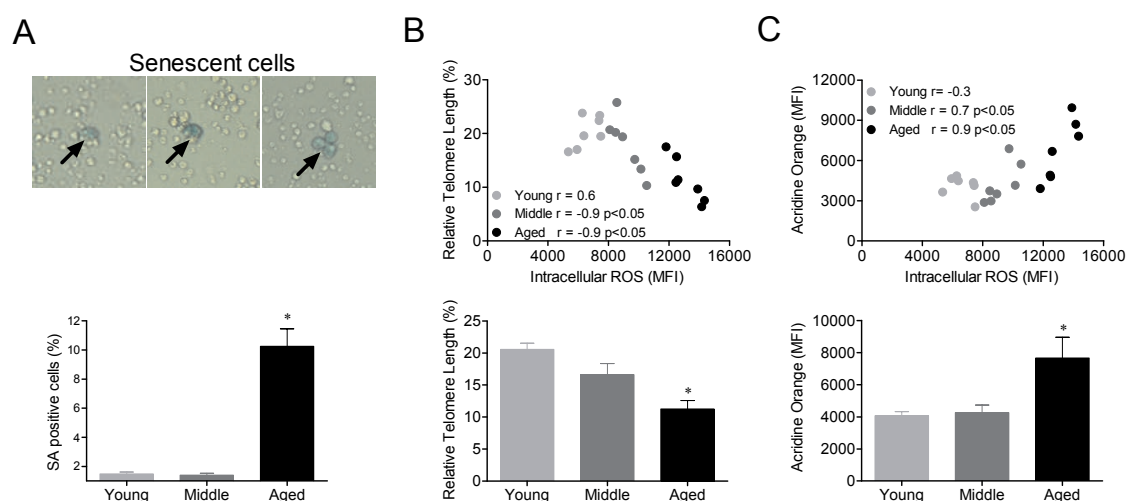 A
Senescent cells
SA positive cells (%)
12
10
8
6
4
2
*
Young Middle Aged
B
Relative Telomere Length (%)
30
20
10
0
Young r = 0.6
Middle r = -0.9 p<0.05
Aged r = -0.9 p<0.05
0 4000 8000 12000 16000
Intracellular ROS (MFI)
Relative Telomere Length (%)
25
20
15
10
5
0
*
Young Middle Aged
C
Acridine Orange (MFI)
12000
9000
6000
3000
0
Young r= -0.3
Middle r = 0.7 p<0.05
Aged r = 0.9 p<0.05
0 4000 8000 12000 16000
Intracellular ROS (MFI)
Acridine Orange (MFI)
10000
8000
6000
4000
2000
0
*
Young Middle Aged